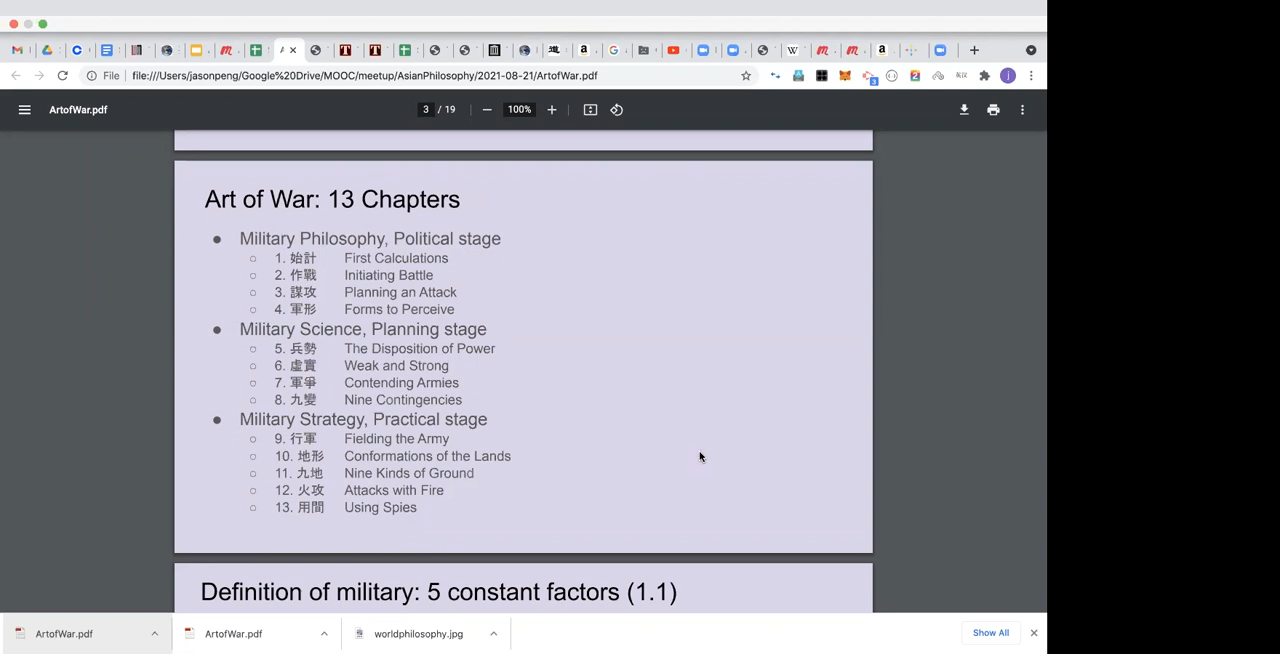 File
file:///Users/jasonpeng/Google%20Drive/MOOC/meetup/AsianPhilosophy/2021-08-21/ArtofWar.pdf
ArtofWar.pdf
3 / 19
100%
Art of War: 13 Chapters
Military Philosophy, Political stage
1. 始計 First Calculations
2. 作戰 Initiating Battle
3. 謀攻 Planning an Attack
4. 軍形 Forms to Perceive
Military Science, Planning stage
5. 兵勢 The Disposition of Power
6. 虛實 Weak and Strong
7. 軍爭 Contending Armies
8. 九變 Nine Contingencies
Military Strategy, Practical stage
9. 行軍 Fielding the Army
10. 地形 Conformations of the Lands
11. 九地 Nine Kinds of Ground
12. 火攻 Attacks with Fire
13. 用間 Using Spies
Definition of military: 5 constant factors (1.1)
ArtofWar.pdf
ArtofWar.pdf
worldphilosophy.jpg
Show All